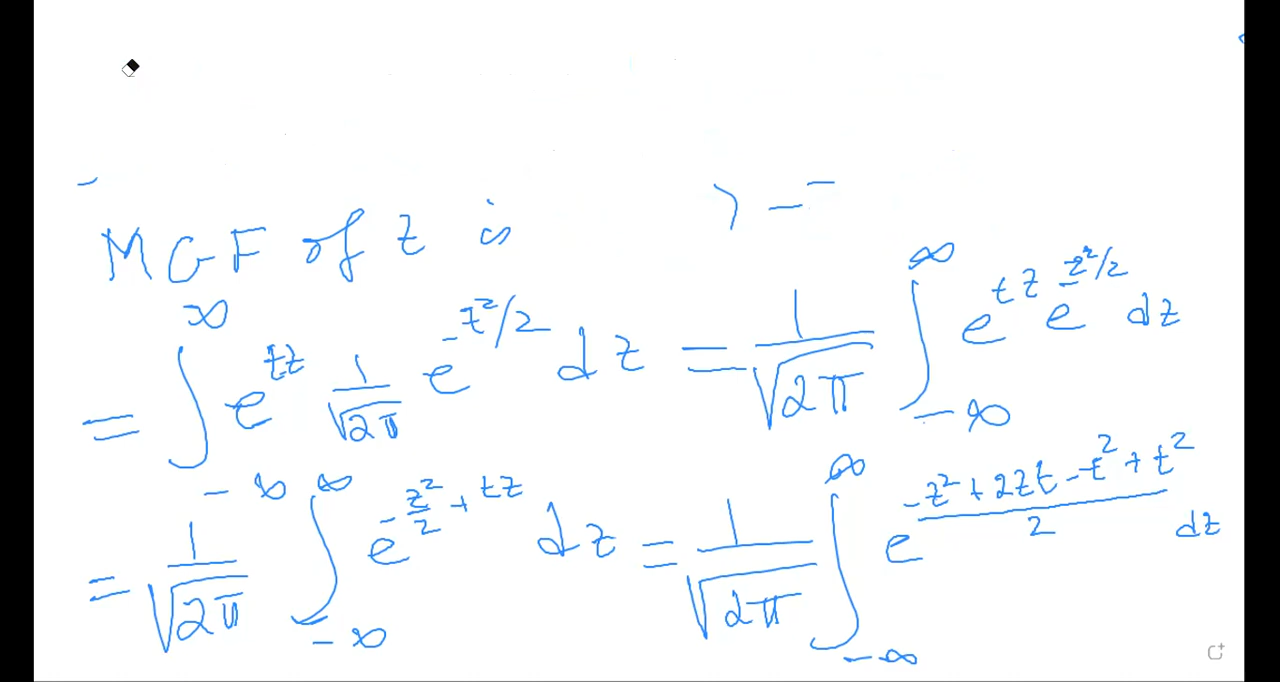 MGF of z is
= ∫_{-∞}^{∞} e^{tz} 1/√2π e^{-z²/2} dz = 1/√2π ∫_{-∞}^{∞} e^{tz} e^{-z²/2} dz
= 1/√2π ∫_{-∞}^{∞} e^{-z²/2 + tz} dz = 1/√2π ∫_{-∞}^{∞} e^{(-z² + 2zt - t² + t²)/2} dz